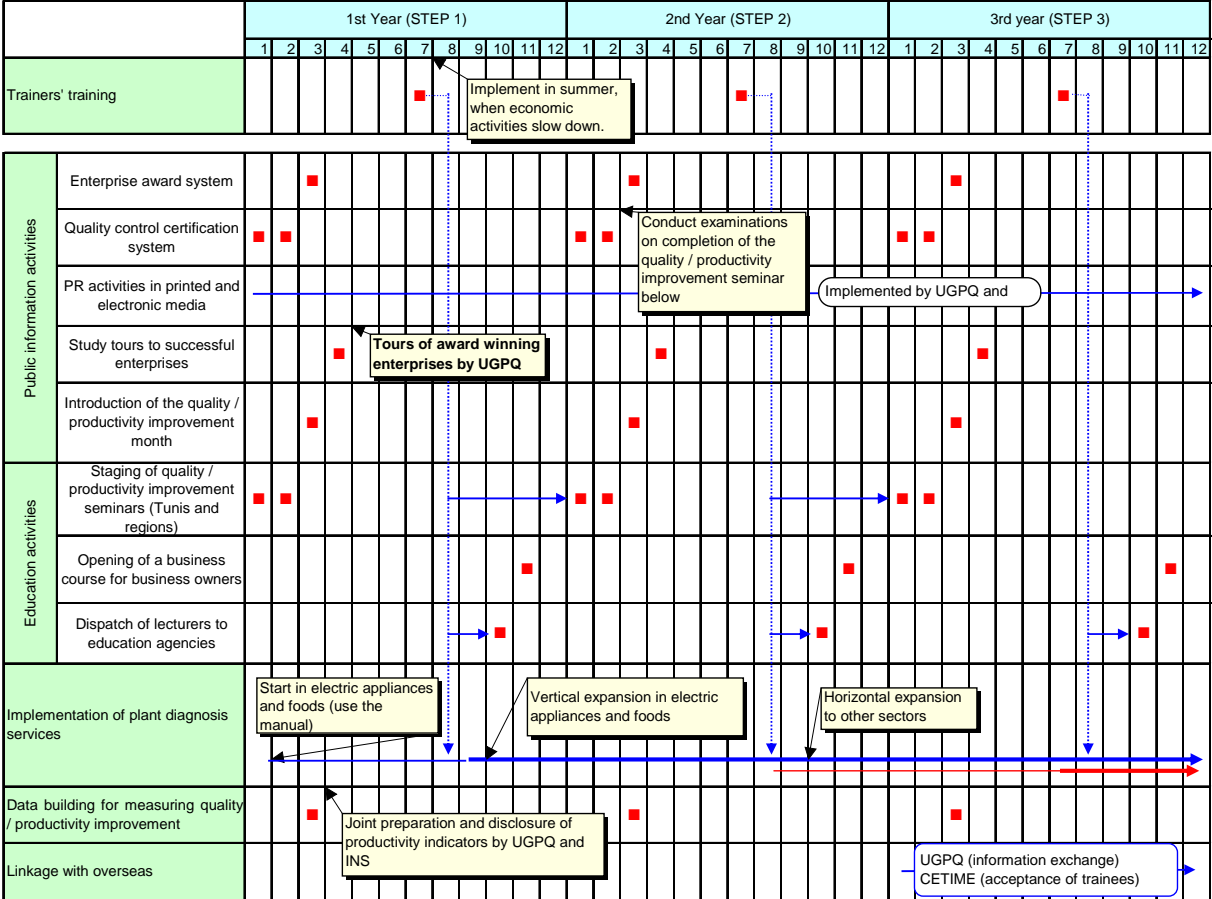 1st Year (STEP 1) 2nd Year (STEP 2) 3rd year (STEP 3)
1 2 3 4 5 6 7 8 9 10 11 12 1 2 3 4 5 6 7 8 9 10 11 12 1 2 3 4 5 6 7 8 9 10 11 12
Trainers' training
Implement in summer,
when economic
activities slow down.
Public information activities
Enterprise award system
Quality control certification
system
Conduct examinations
on completion of the
quality / productivity
improvement seminar
below
PR activities in printed and
electronic media
Implemented by UGPQ and
Study tours to successful
enterprises
Tours of award winning
enterprises by UGPQ
Introduction of the quality /
productivity improvement
month
Education activities
Staging of quality /
productivity improvement
seminars (Tunis and
regions)
Opening of a business
course for business owners
Dispatch of lecturers to
education agencies
Implementation of plant diagnosis
services
Start in electric appliances
and foods (use the
manual)
Vertical expansion in electric
appliances and foods
Horizontal expansion
to other sectors
Data building for measuring quality
/ productivity improvement
Joint preparation and disclosure of
productivity indicators by UGPQ and
INS
Linkage with overseas
UGPQ (information exchange)
CETIME (acceptance of trainees)